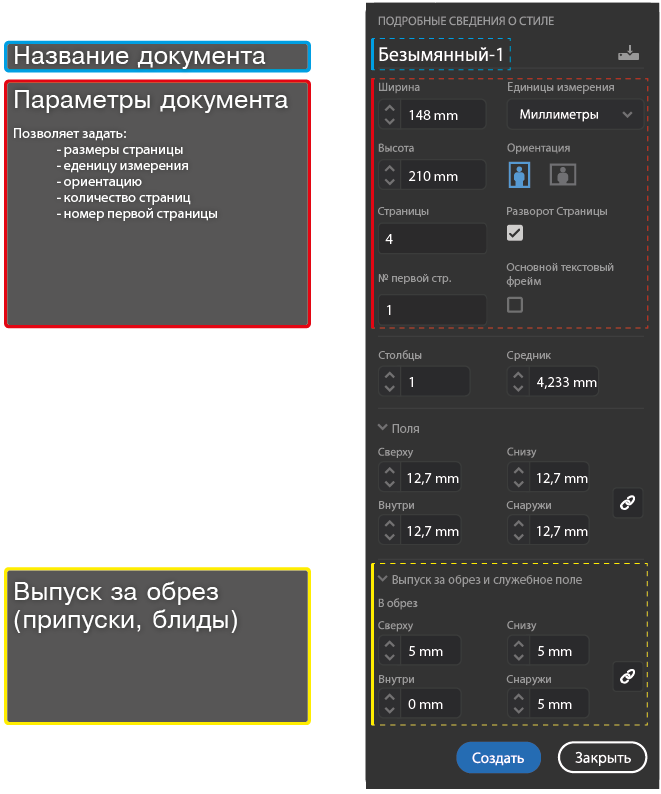 Название документа
Параметры документа
Позволяет задать:
- размеры страницы
- еденицу измерения
- ориентацию
- количество страниц
- номер первой страницы
Выпуск за обрез
(припуски, блиды)
ПОДРОБНЫЕ СВЕДЕНИЯ О СТИЛЕ
Безымянный-1
Ширина Единицы измерения
148 mm Миллиметры
Высота Ориентация
210 mm
Страницы Разворот Страницы
4
№ первой стр. Основной текстовый
фрейм
1
Столбцы Средник
1 4,233 mm
Поля
Сверху Снизу
12,7 mm 12,7 mm
Внутри Снаружи
12,7 mm 12,7 mm
Выпуск за обрез и служебное поле
В обрез
Сверху Снизу
5 mm 5 mm
Внутри Снаружи
0 mm 5 mm
Создать Закрыть